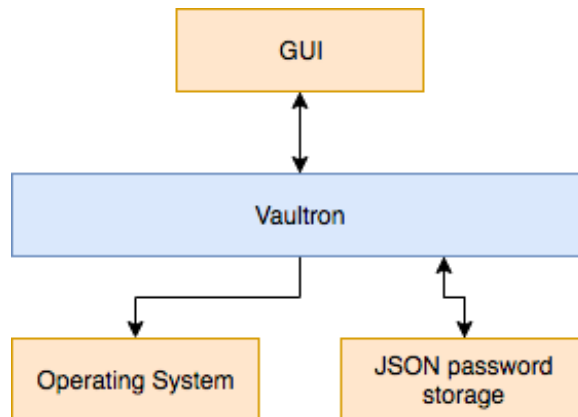 GUI
Vaultron
Operating System
JSON password
storage